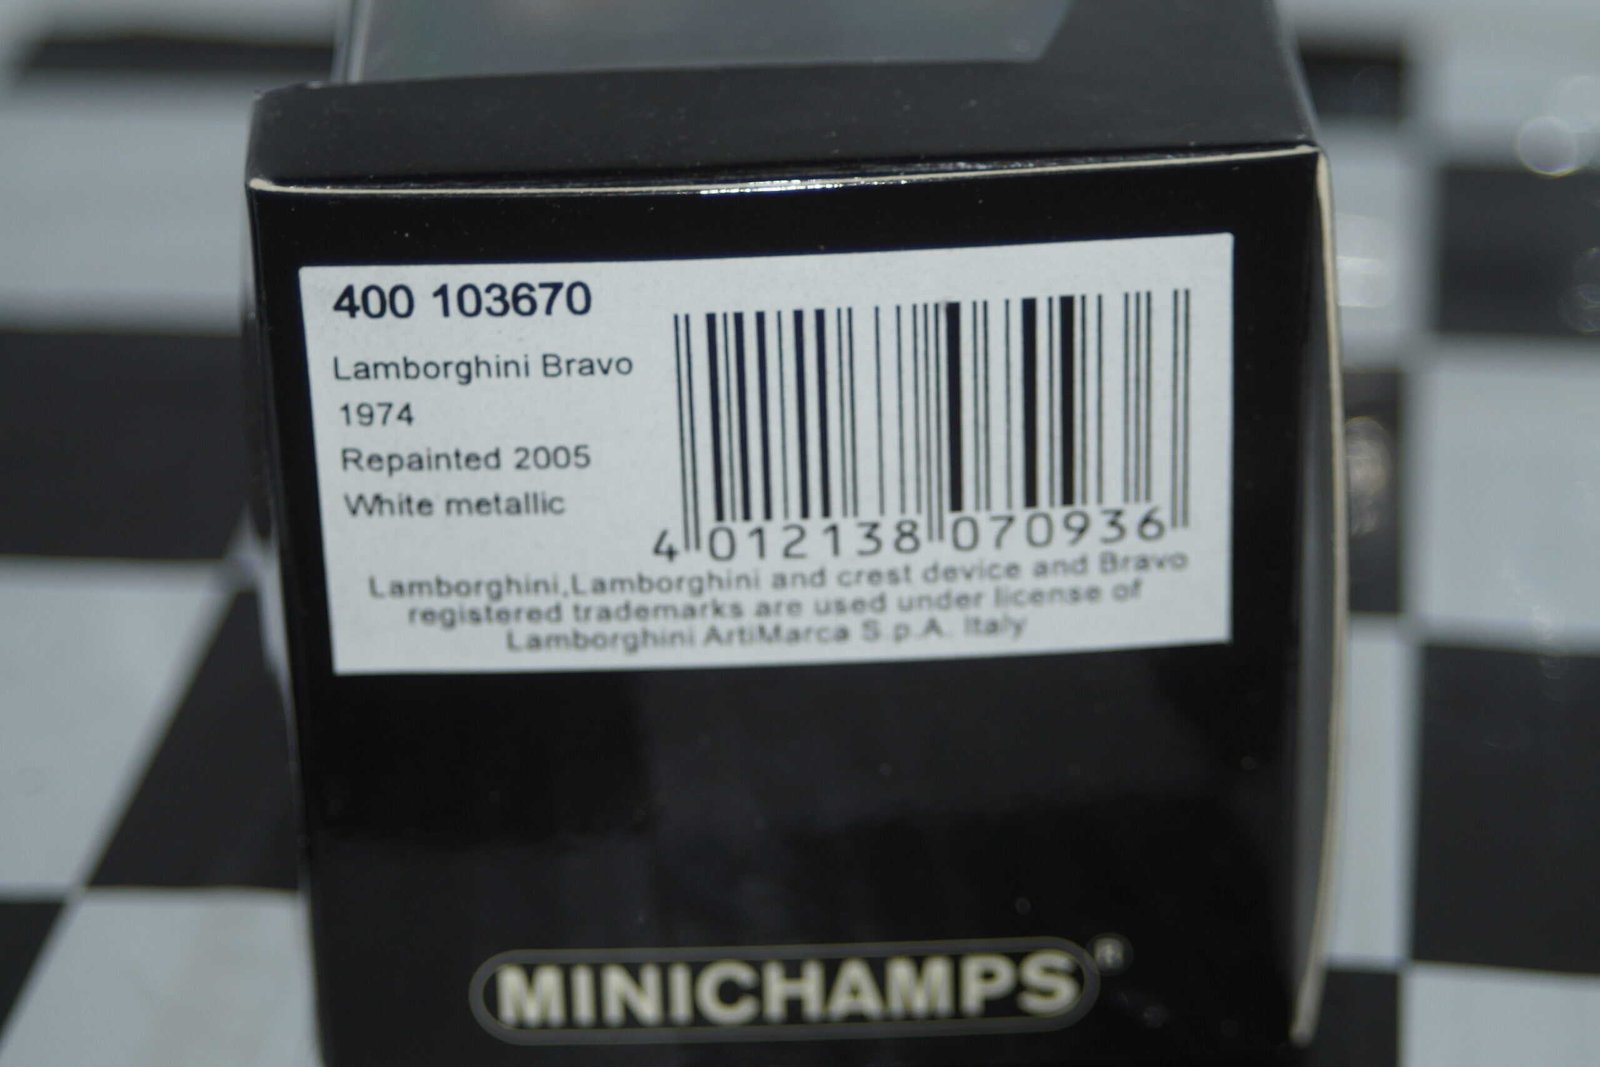 400 103670
Lamborghini Bravo
1974
Repainted 2005
White metallic
4 012138 070936
Lamborghini,Lamborghini and crest device and Bravo
registered trademarks are used under license of
Lamborghini ArtiMarca S.p.A. Italy
MINICHAMPS®